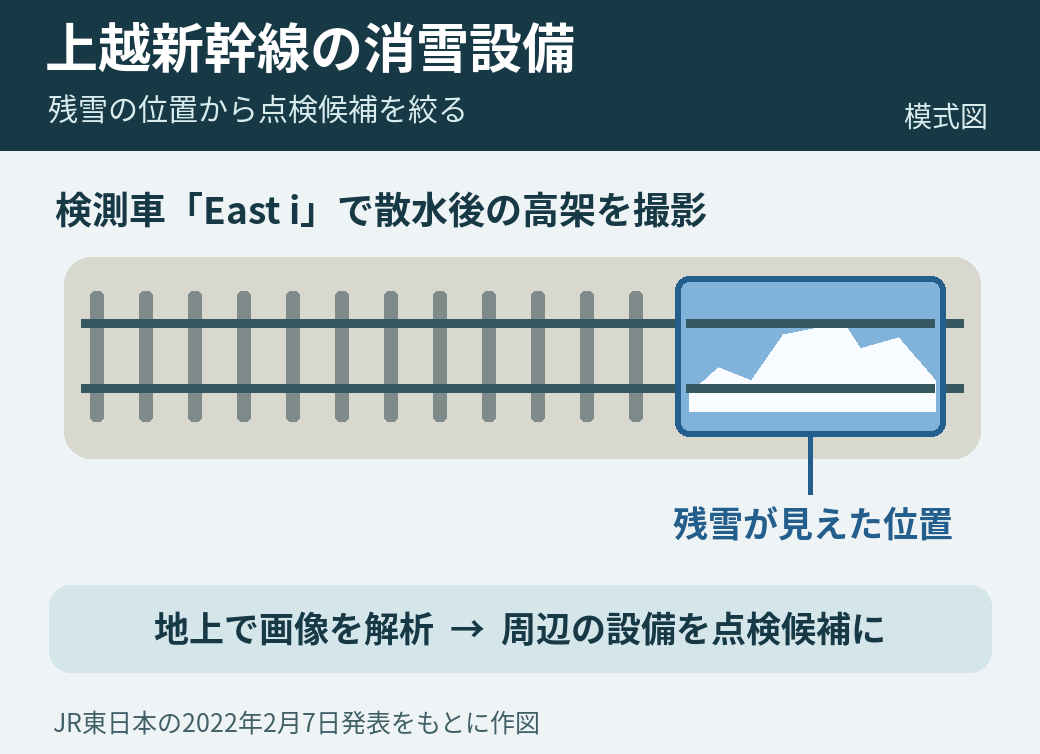 上越新幹線の消雪設備
残雪の位置から点検候補を絞る
模式図
検測車「East i」で散水後の高架を撮影
残雪が見えた位置
地上で画像を解析 → 周辺の設備を点検候補に
JR東日本の2022年2月7日発表をもとに作図